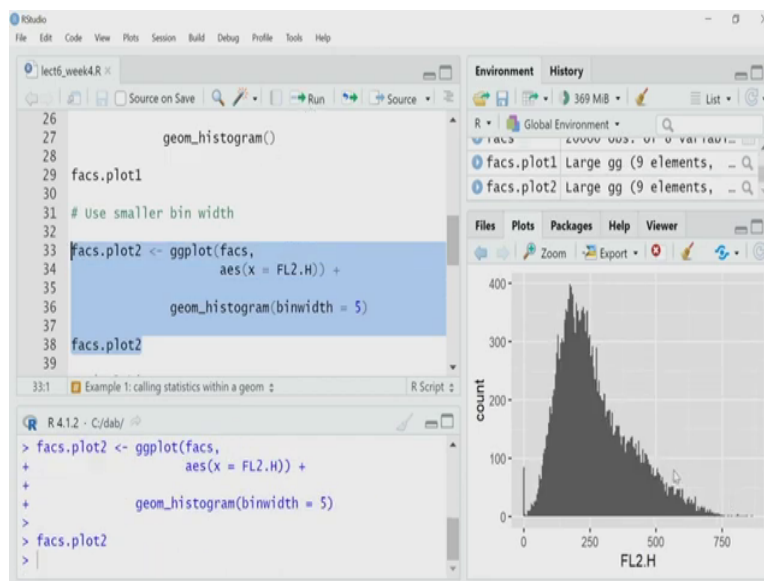 RStudio
File Edit Code View Plots Session Build Debug Profile Tools Help
lect6_week4.R
Source on Save Run Source
26
27 geom_histogram()
28
29 facs.plot1
30
31 # Use smaller bin width
32
33 facs.plot2 <- ggplot(facs,
34 aes(x = FL2.H)) +
35
36 geom_histogram(binwidth = 5)
37
38 facs.plot2
39
33:1 Example 1: calling statistics within a geom R Script
R 4.1.2 · C:/dab/
> facs.plot2 <- ggplot(facs,
+ aes(x = FL2.H)) +
+
+ geom_histogram(binwidth = 5)
>
> facs.plot2
>
Environment History
369 MiB List
R Global Environment
facs
facs.plot1 Large gg (9 elements, …
facs.plot2 Large gg (9 elements, …
Files Plots Packages Help Viewer
Zoom Export
400
300
200
100
0
count
0 250 500 750
FL2.H